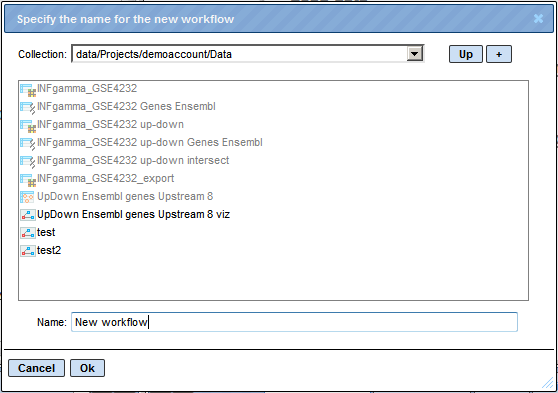 Specify the name for the new workflow
Collection: data/Projects/demoaccount/Data Up +
INFgamma_GSE4232
INFgamma_GSE4232 Genes Ensembl
INFgamma_GSE4232 up-down
INFgamma_GSE4232 up-down Genes Ensembl
INFgamma_GSE4232 up-down intersect
INFgamma_GSE4232_export
UpDown Ensembl genes Upstream 8
UpDown Ensembl genes Upstream 8 viz
test
test2
Name: New workflow
Cancel Ok